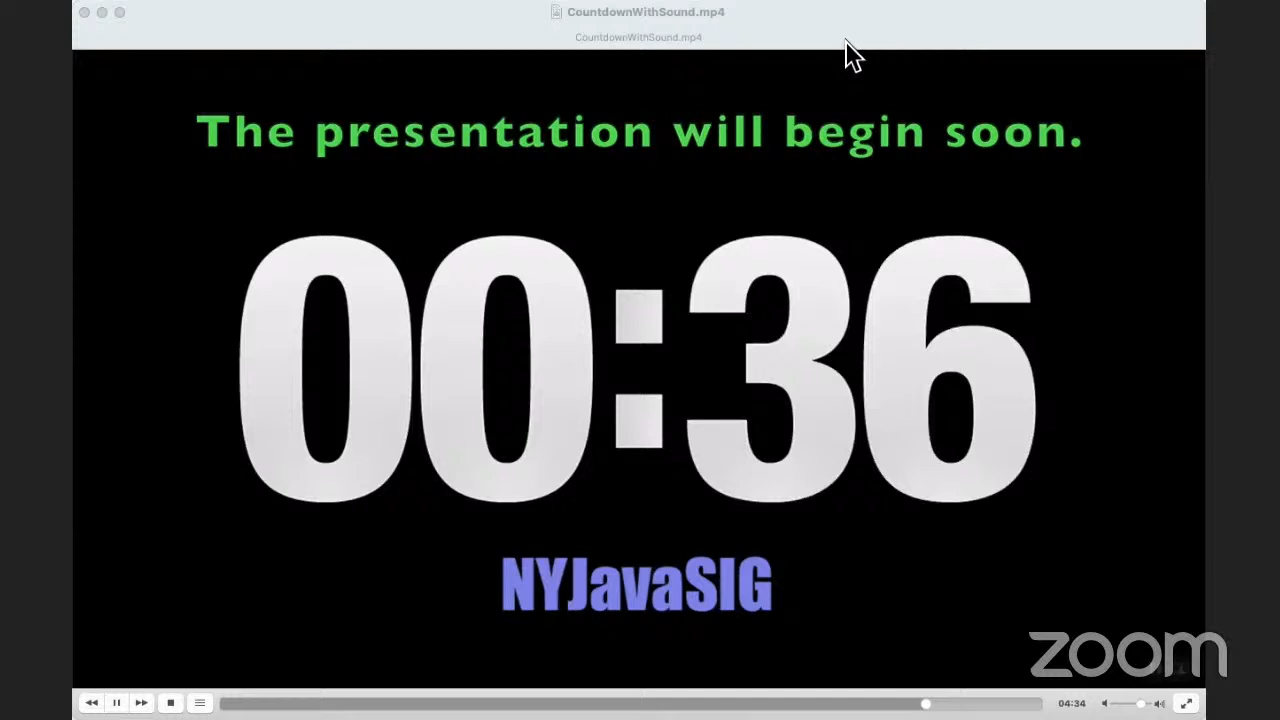 CountdownWithSound.mp4
CountdownWithSound.mp4
The presentation will begin soon.
00:36
NYJavaSIG
zoom
04:34